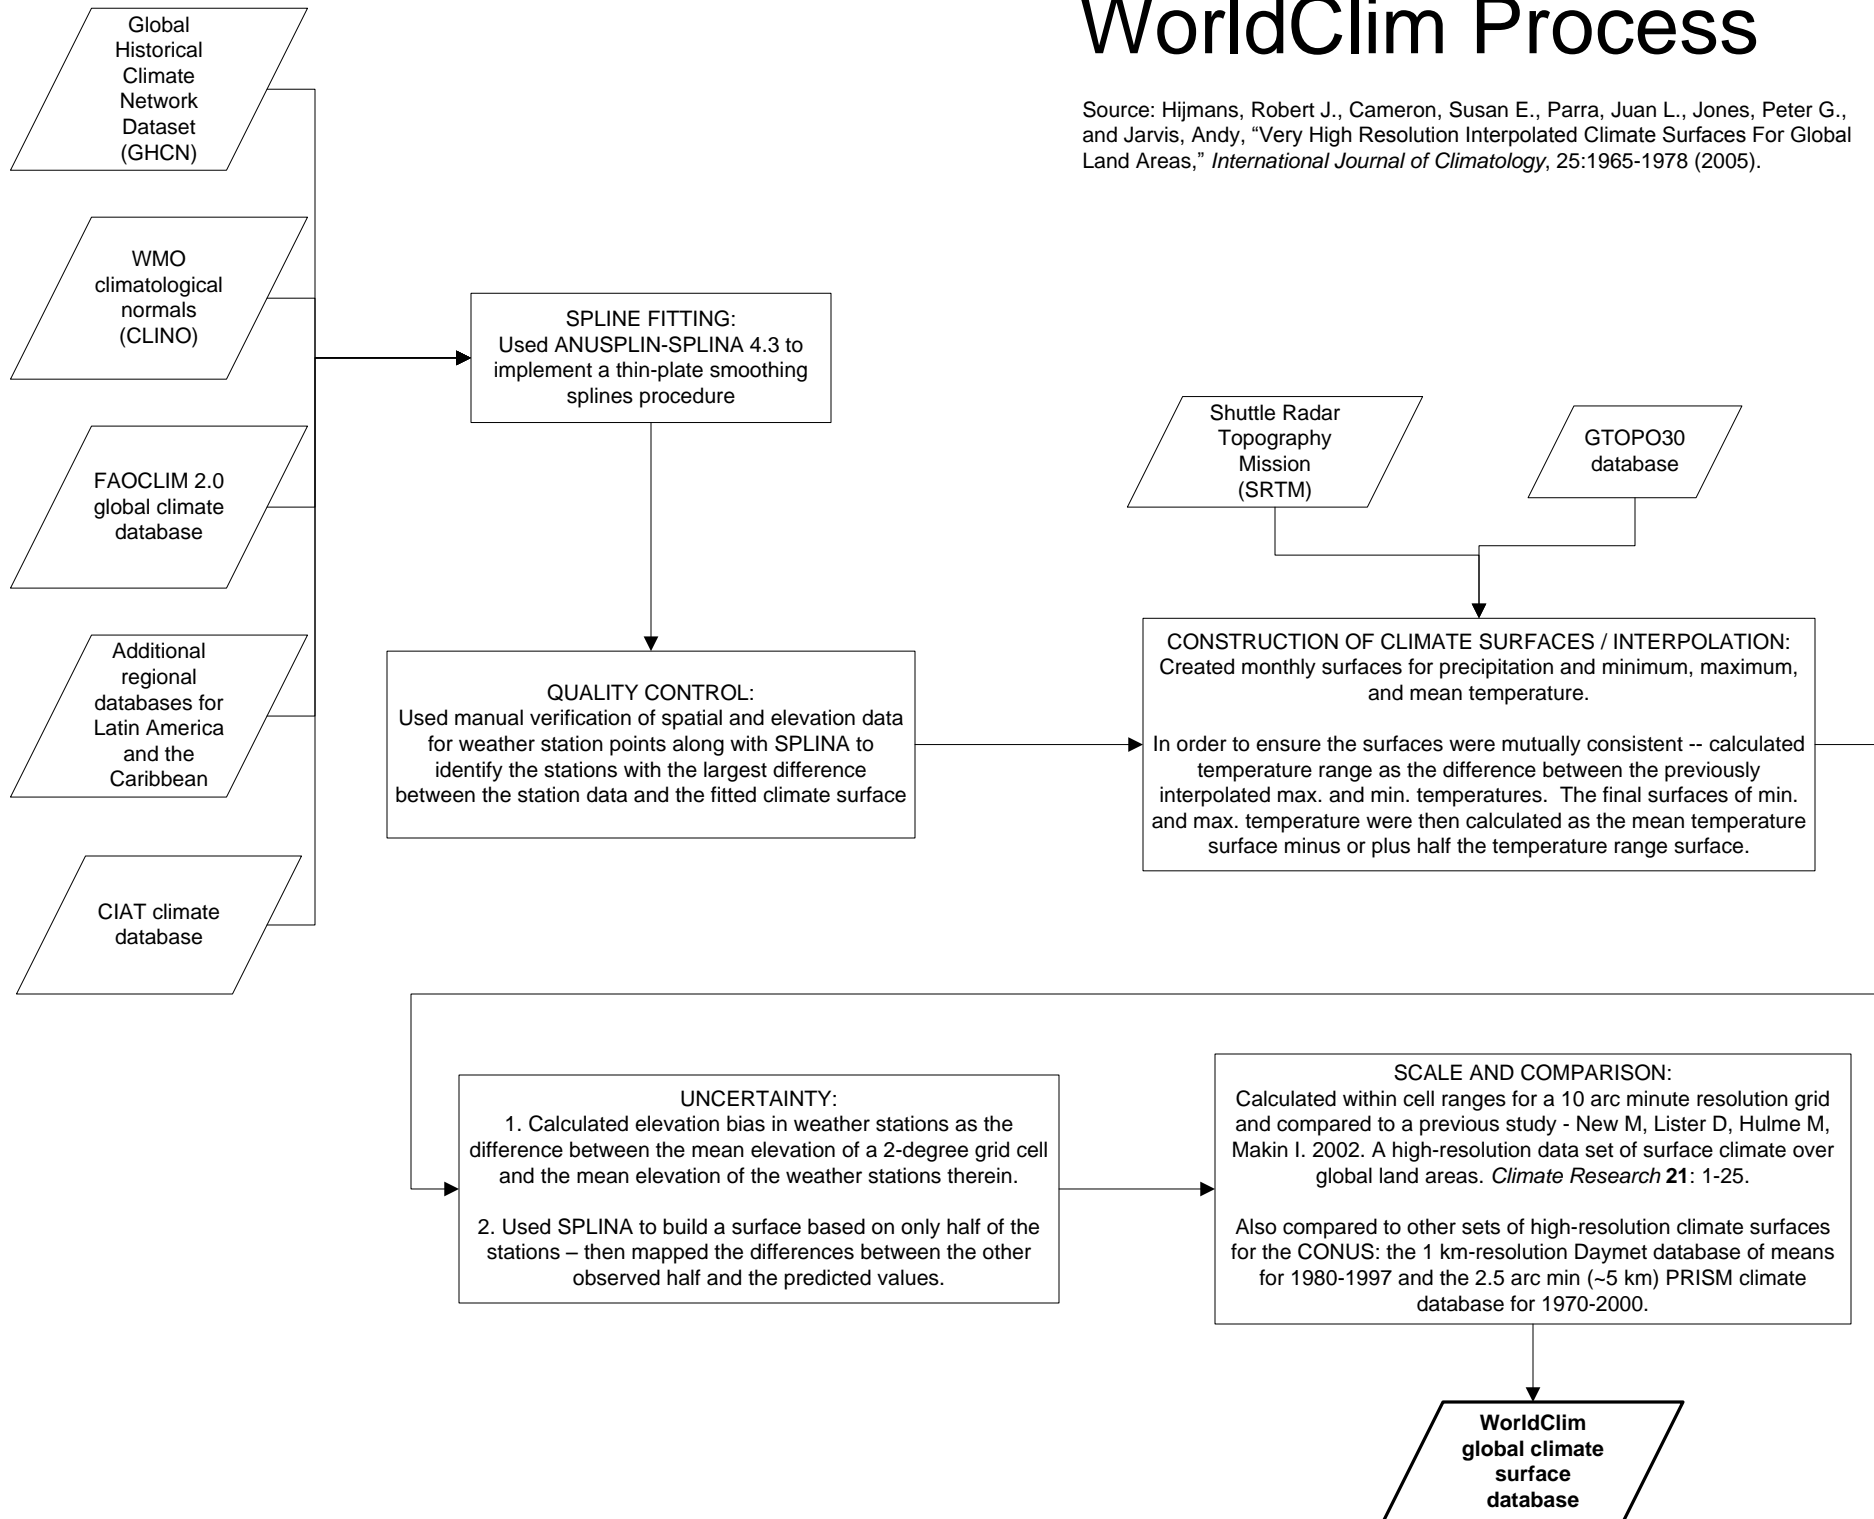 WorldClim Process
Source: Hijmans, Robert J., Cameron, Susan E., Parra, Juan L., Jones, Peter G.,
and Jarvis, Andy, “Very High Resolution Interpolated Climate Surfaces For Global
Land Areas,” International Journal of Climatology, 25:1965-1978 (2005).
Global
Historical
Climate
Network
Dataset
(GHCN)
WMO
climatological
normals
(CLINO)
FAOCLIM 2.0
global climate
database
Additional
regional
databases for
Latin America
and the
Caribbean
CIAT climate
database
SPLINE FITTING:
Used ANUSPLIN-SPLINA 4.3 to
implement a thin-plate smoothing
splines procedure
QUALITY CONTROL:
Used manual verification of spatial and elevation data
for weather station points along with SPLINA to
identify the stations with the largest difference
between the station data and the fitted climate surface
Shuttle Radar
Topography
Mission
(SRTM)
GTOPO30
database
CONSTRUCTION OF CLIMATE SURFACES / INTERPOLATION:
Created monthly surfaces for precipitation and minimum, maximum,
and mean temperature.
In order to ensure the surfaces were mutually consistent -- calculated
temperature range as the difference between the previously
interpolated max. and min. temperatures.  The final surfaces of min.
and max. temperature were then calculated as the mean temperature
surface minus or plus half the temperature range surface.
UNCERTAINTY:
1. Calculated elevation bias in weather stations as the
difference between the mean elevation of a 2-degree grid cell
and the mean elevation of the weather stations therein.
2. Used SPLINA to build a surface based on only half of the
stations – then mapped the differences between the other
observed half and the predicted values.
SCALE AND COMPARISON:
Calculated within cell ranges for a 10 arc minute resolution grid
and compared to a previous study - New M, Lister D, Hulme M,
Makin I. 2002. A high-resolution data set of surface climate over
global land areas. Climate Research 21: 1-25.
Also compared to other sets of high-resolution climate surfaces
for the CONUS: the 1 km-resolution Daymet database of means
for 1980-1997 and the 2.5 arc min (~5 km) PRISM climate
database for 1970-2000.
WorldClim
global climate
surface
database